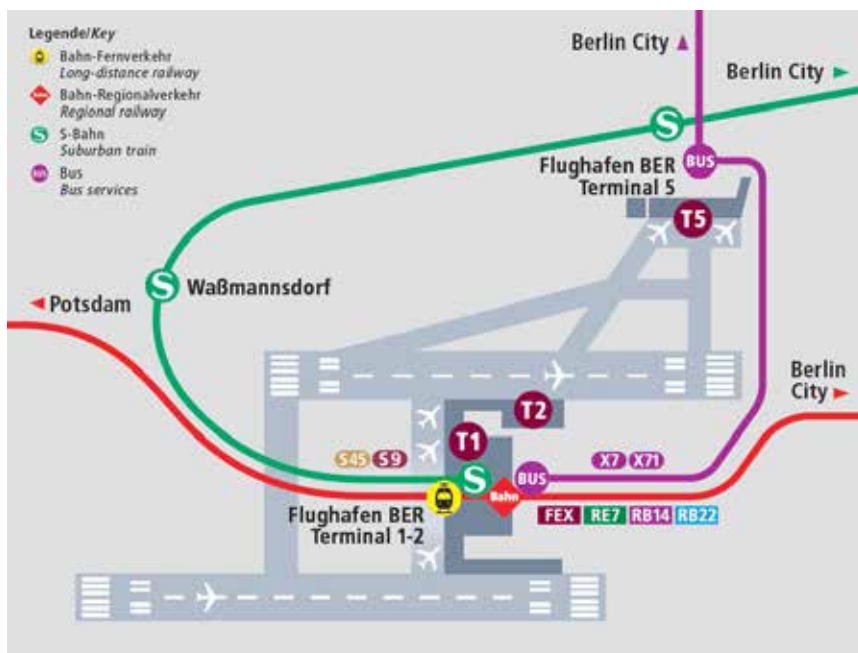 Legende/Key
Bahn-Fernverkehr
Long-distance railway
Bahn-Regionalverkehr
Regional railway
S-Bahn
Suburban train
Bus
Bus services
Berlin City
Berlin City
S
Flughafen BER
Terminal 5
BUS
T5
S
Waßmannsdorf
Potsdam
Berlin
City
T2
T1
S45 S9
S
BUS
X7 X71
Bahn
Flughafen BER
Terminal 1-2
FEX RE7 RB14 RB22